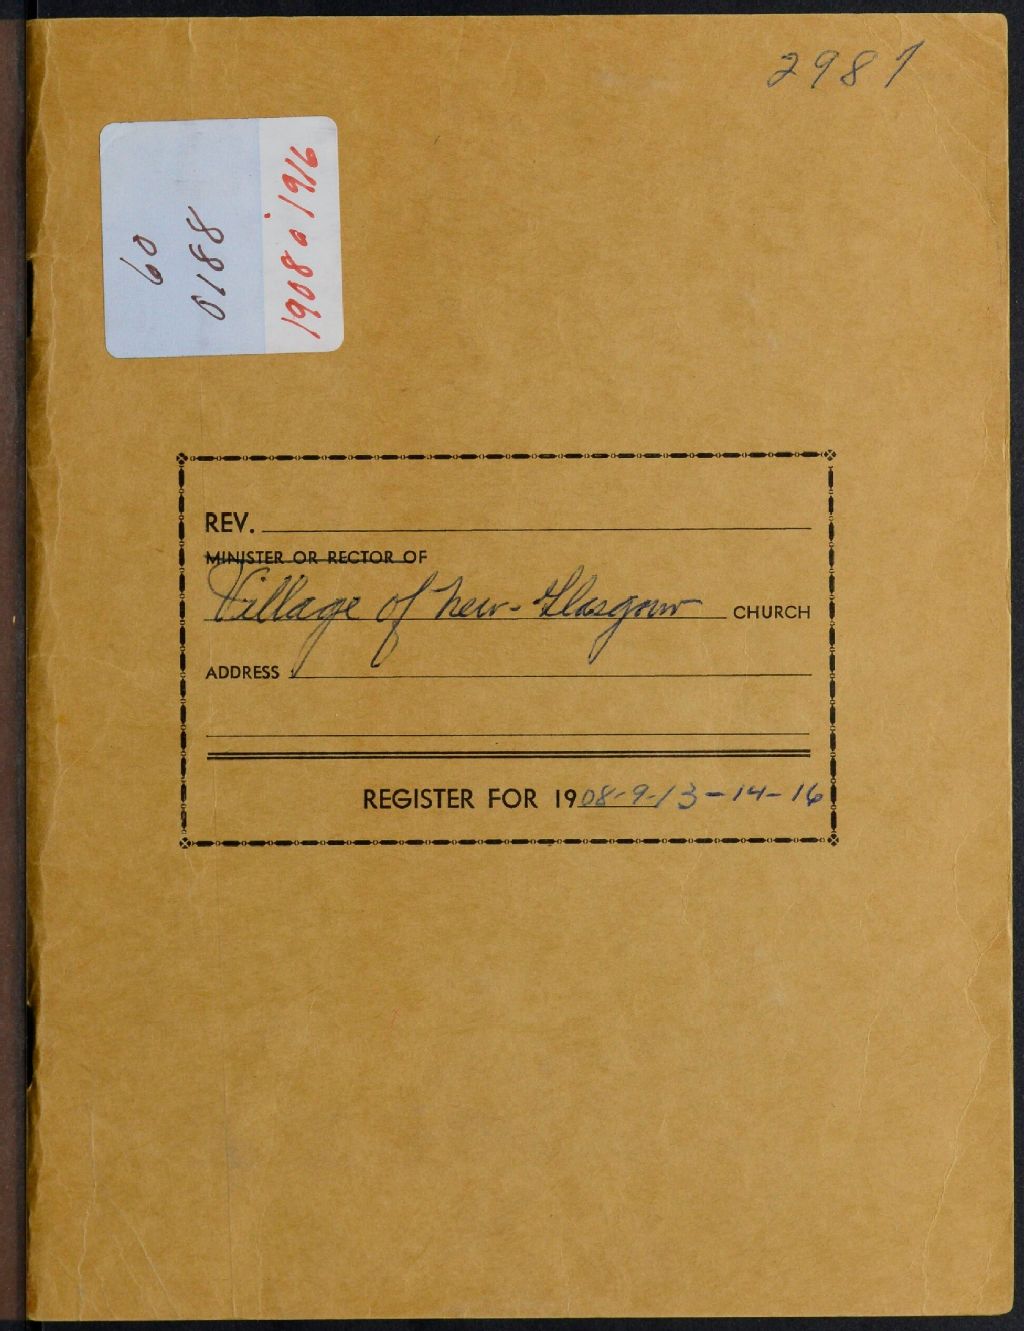 2981
60
0188
1908 à 1916
REV.
MINISTER OR RECTOR OF
Village of New-Glasgow CHURCH
ADDRESS
REGISTER FOR 1908-9-13-14-16